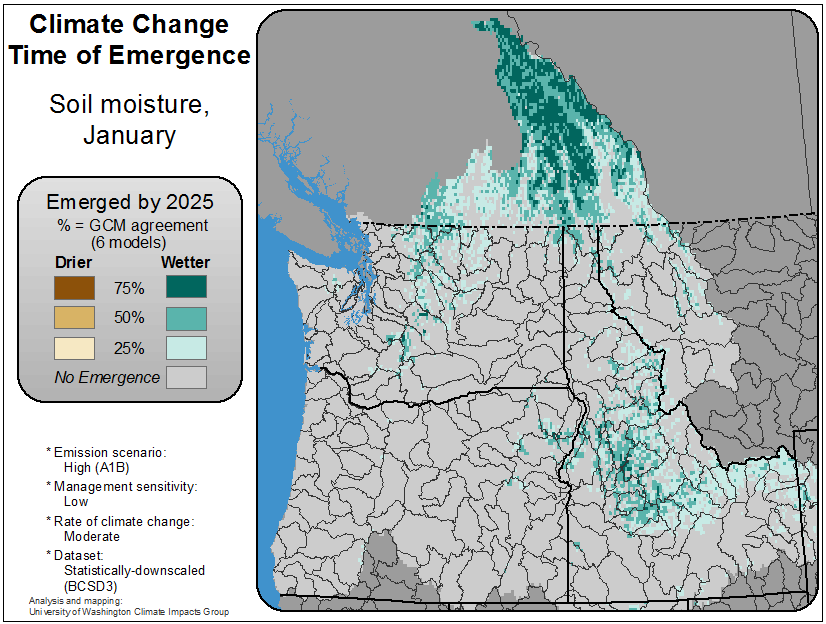 Climate Change
Time of Emergence
Soil moisture,
January
Emerged by 2025
% = GCM agreement
(6 models)
Drier Wetter
75%
50%
25%
No Emergence
* Emission scenario:
High (A1B)
* Management sensitivity:
Low
* Rate of climate change:
Moderate
* Dataset:
Statistically-downscaled
(BCSD3)
Analysis and mapping:
University of Washington Climate Impacts Group